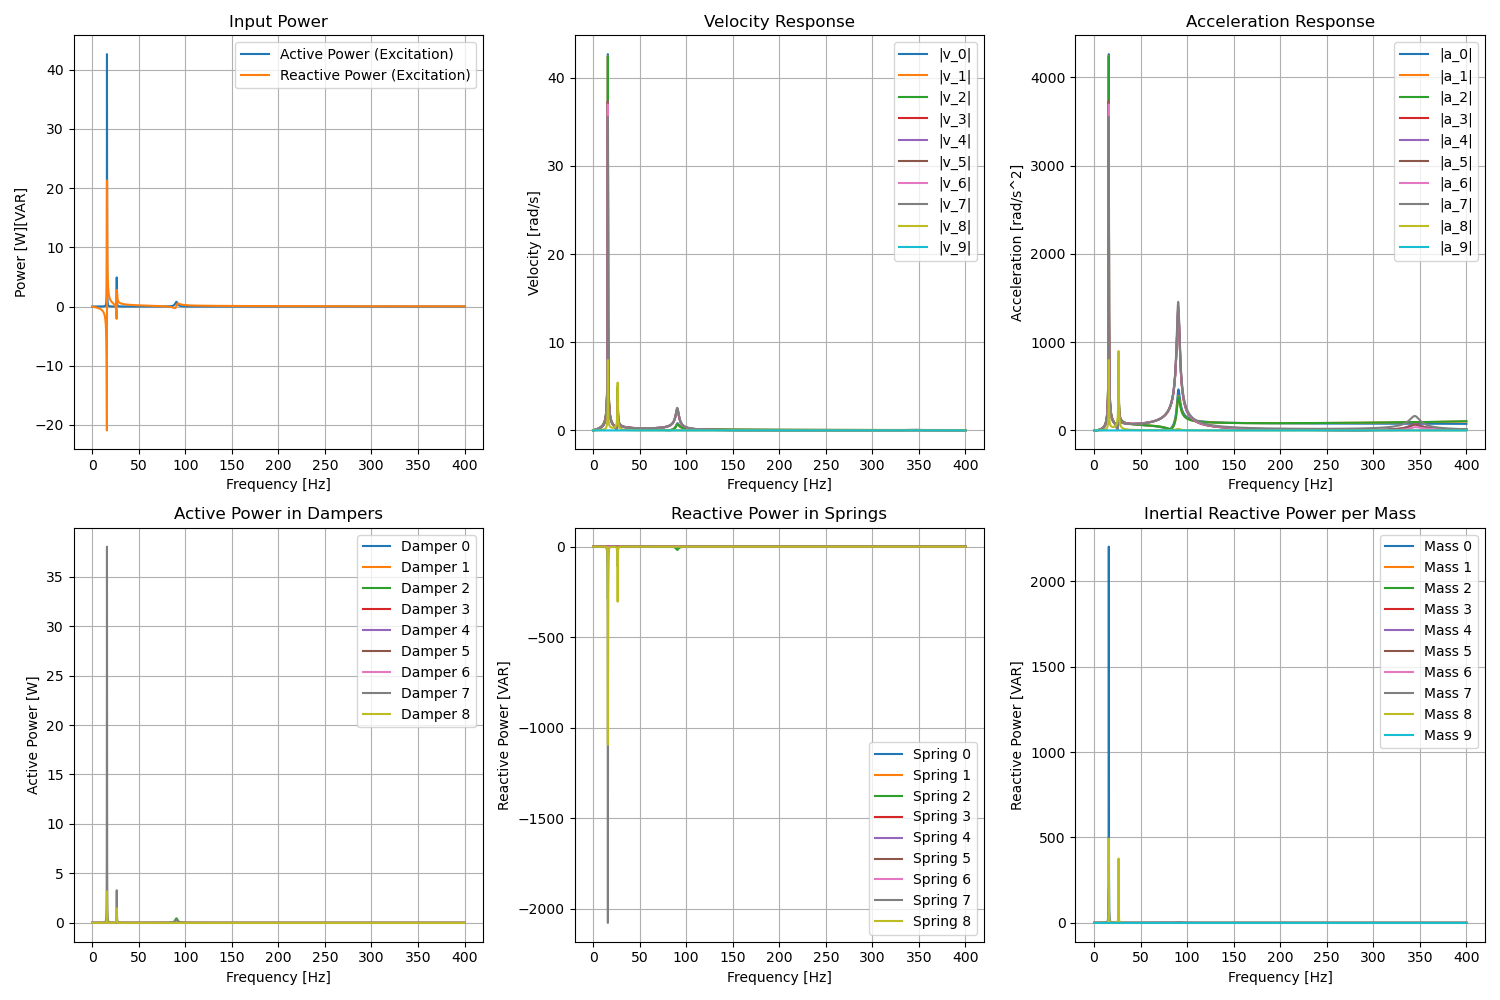 Input Power
Power [W][VAR]
40
30
20
10
0
−10
−20
Active Power (Excitation)
Reactive Power (Excitation)
0 50 100 150 200 250 300 350 400
Frequency [Hz]
Velocity Response
Velocity [rad/s]
40
30
20
10
0
|v_0|
|v_1|
|v_2|
|v_3|
|v_4|
|v_5|
|v_6|
|v_7|
|v_8|
|v_9|
0 50 100 150 200 250 300 350 400
Frequency [Hz]
Acceleration Response
Acceleration [rad/s^2]
4000
3000
2000
1000
0
|a_0|
|a_1|
|a_2|
|a_3|
|a_4|
|a_5|
|a_6|
|a_7|
|a_8|
|a_9|
0 50 100 150 200 250 300 350 400
Frequency [Hz]
Active Power in Dampers
Active Power [W]
35
30
25
20
15
10
5
0
Damper 0
Damper 1
Damper 2
Damper 3
Damper 4
Damper 5
Damper 6
Damper 7
Damper 8
0 50 100 150 200 250 300 350 400
Frequency [Hz]
Reactive Power in Springs
Reactive Power [VAR]
0
−500
−1000
−1500
−2000
Spring 0
Spring 1
Spring 2
Spring 3
Spring 4
Spring 5
Spring 6
Spring 7
Spring 8
0 50 100 150 200 250 300 350 400
Frequency [Hz]
Inertial Reactive Power per Mass
Reactive Power [VAR]
2000
1500
1000
500
0
Mass 0
Mass 1
Mass 2
Mass 3
Mass 4
Mass 5
Mass 6
Mass 7
Mass 8
Mass 9
0 50 100 150 200 250 300 350 400
Frequency [Hz]